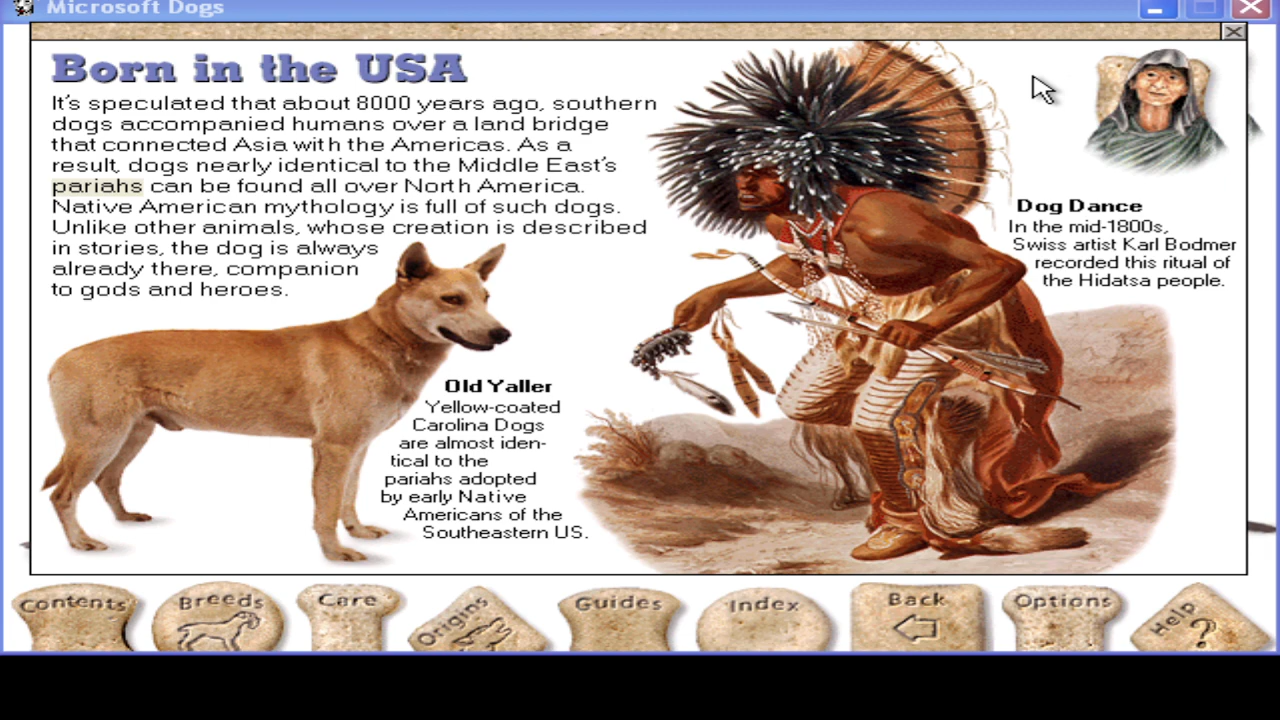 Microsoft Dogs
Born in the USA
It's speculated that about 8000 years ago, southern
dogs accompanied humans over a land bridge
that connected Asia with the Americas. As a
result, dogs nearly identical to the Middle East's
pariahs can be found all over North America.
Native American mythology is full of such dogs.
Unlike other animals, whose creation is described
in stories, the dog is always
already there, companion
to gods and heroes.
Old Yaller
Yellow-coated
Carolina Dogs
are almost iden-
tical to the
pariahs adopted
by early Native
Americans of the
Southeastern US.
Dog Dance
In the mid-1800s,
Swiss artist Karl Bodmer
recorded this ritual of
the Hidatsa people.
Contents
Breeds
Care
Origins
Guides
Index
Back
Options
Help
?